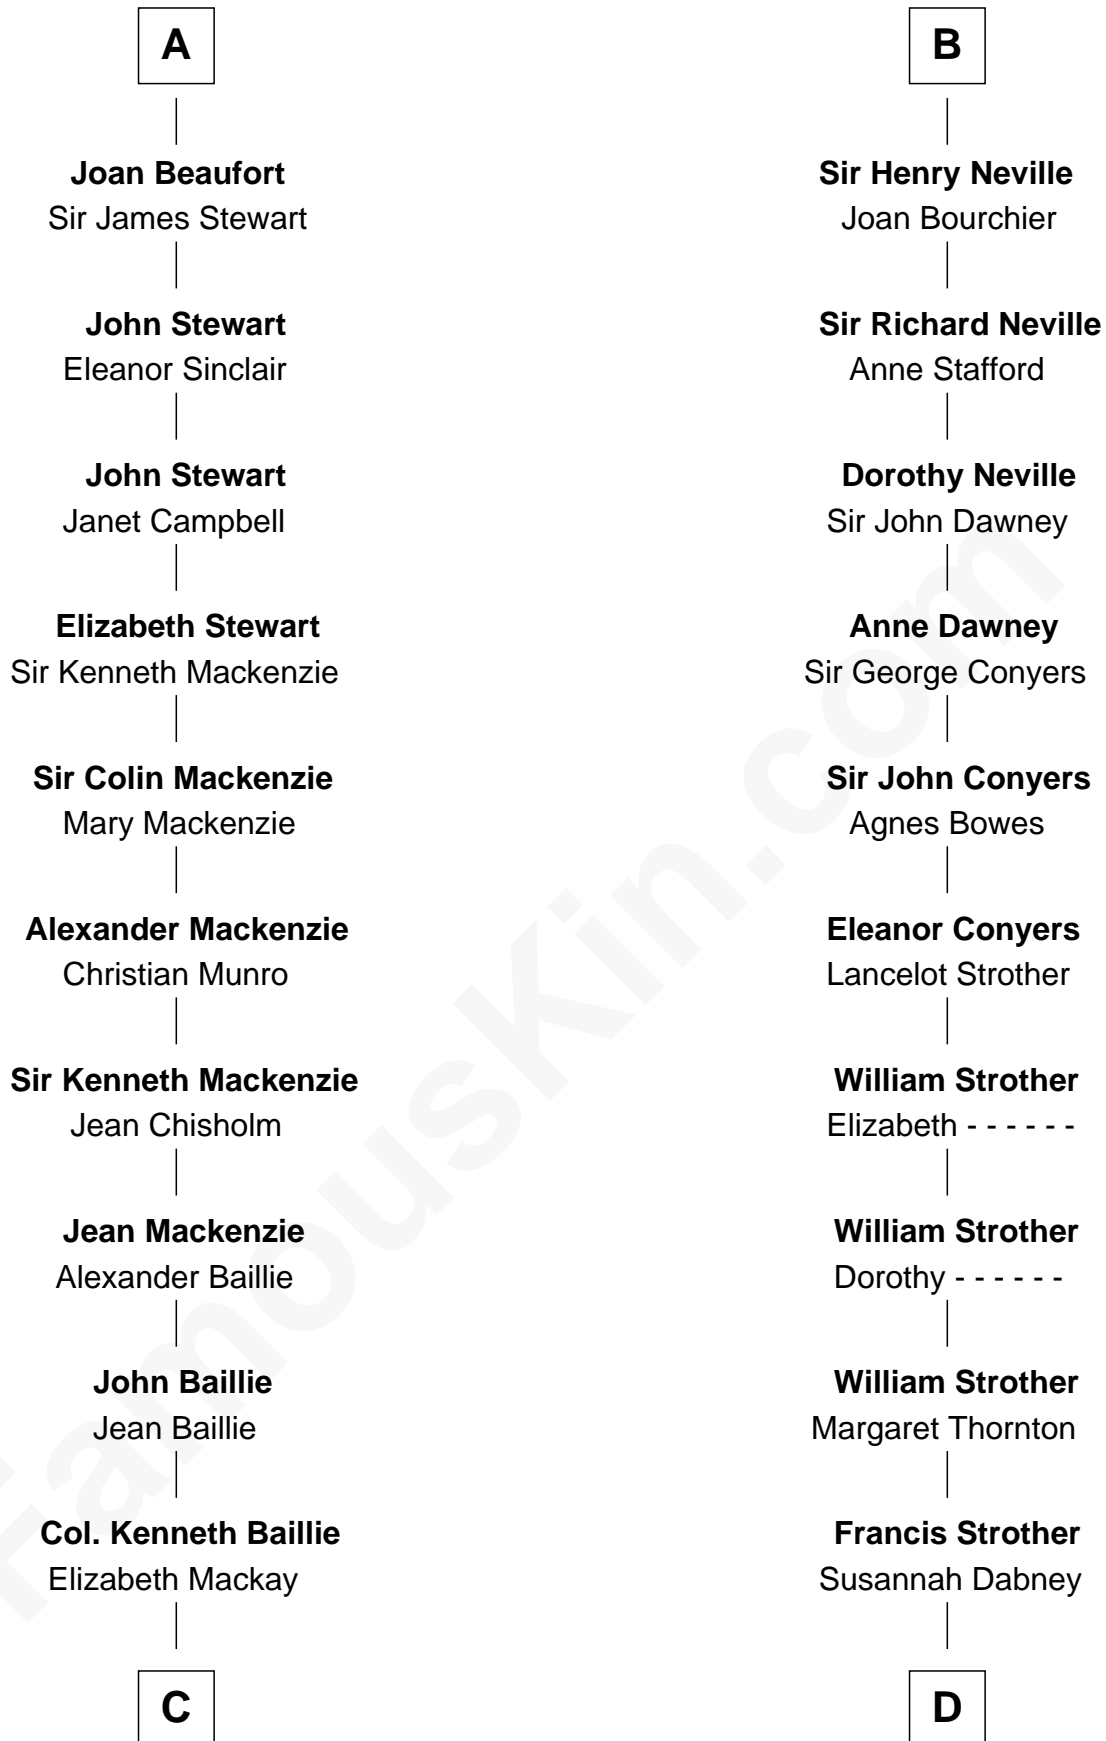 A
Joan Beaufort
Sir James Stewart
John Stewart
Eleanor Sinclair
John Stewart
Janet Campbell
Elizabeth Stewart
Sir Kenneth Mackenzie
Sir Colin Mackenzie
Mary Mackenzie
Alexander Mackenzie
Christian Munro
Sir Kenneth Mackenzie
Jean Chisholm
Jean Mackenzie
Alexander Baillie
John Baillie
Jean Baillie
Col. Kenneth Baillie
Elizabeth Mackay
C
B
Sir Henry Neville
Joan Bourchier
Sir Richard Neville
Anne Stafford
Dorothy Neville
Sir John Dawney
Anne Dawney
Sir George Conyers
Sir John Conyers
Agnes Bowes
Eleanor Conyers
Lancelot Strother
William Strother
Elizabeth - - - - - -
William Strother
Dorothy - - - - - -
William Strother
Margaret Thornton
Francis Strother
Susannah Dabney
D
FamousKin.com